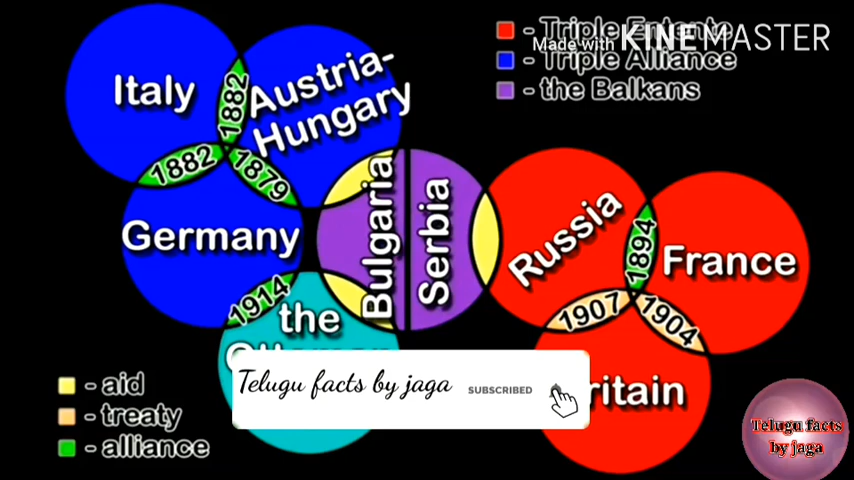 - Triple Entente
Made with KINEMASTER
- Triple Alliance
- the Balkans
Italy
Austria-
Hungary
1882
1882
1879
Germany
Bulgaria
Serbia
Russia
France
1894
1914
the
1907
1904
Telugu facts by jaga
SUBSCRIBED
ritain
- aid
- treaty
- alliance
Telugu facts
by jaga